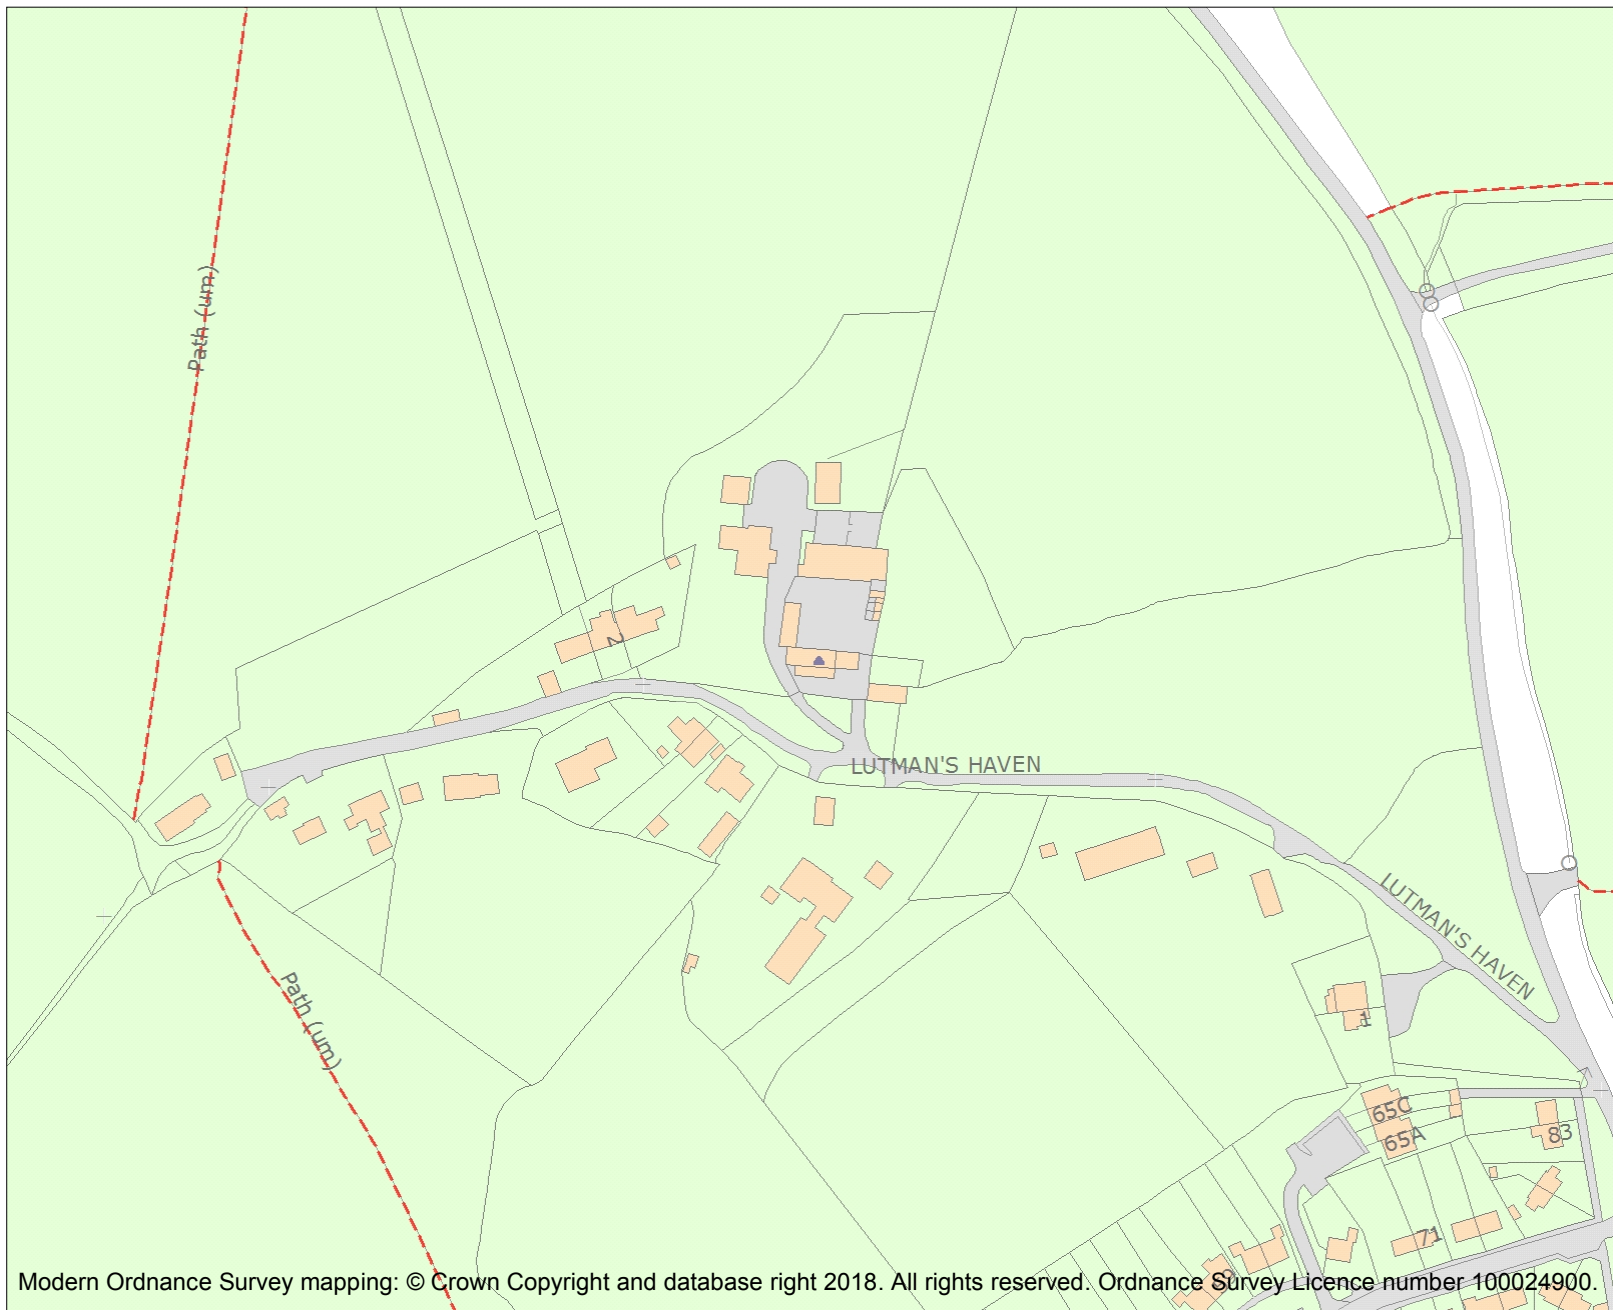 Path (um)
2
LUTMAN'S HAVEN
LUTMAN'S HAVEN
Path (um)
1
65C
65A
83
71
Modern Ordnance Survey mapping: © Crown Copyright and database right 2018. All rights reserved. Ordnance Survey Licence number 100024900.